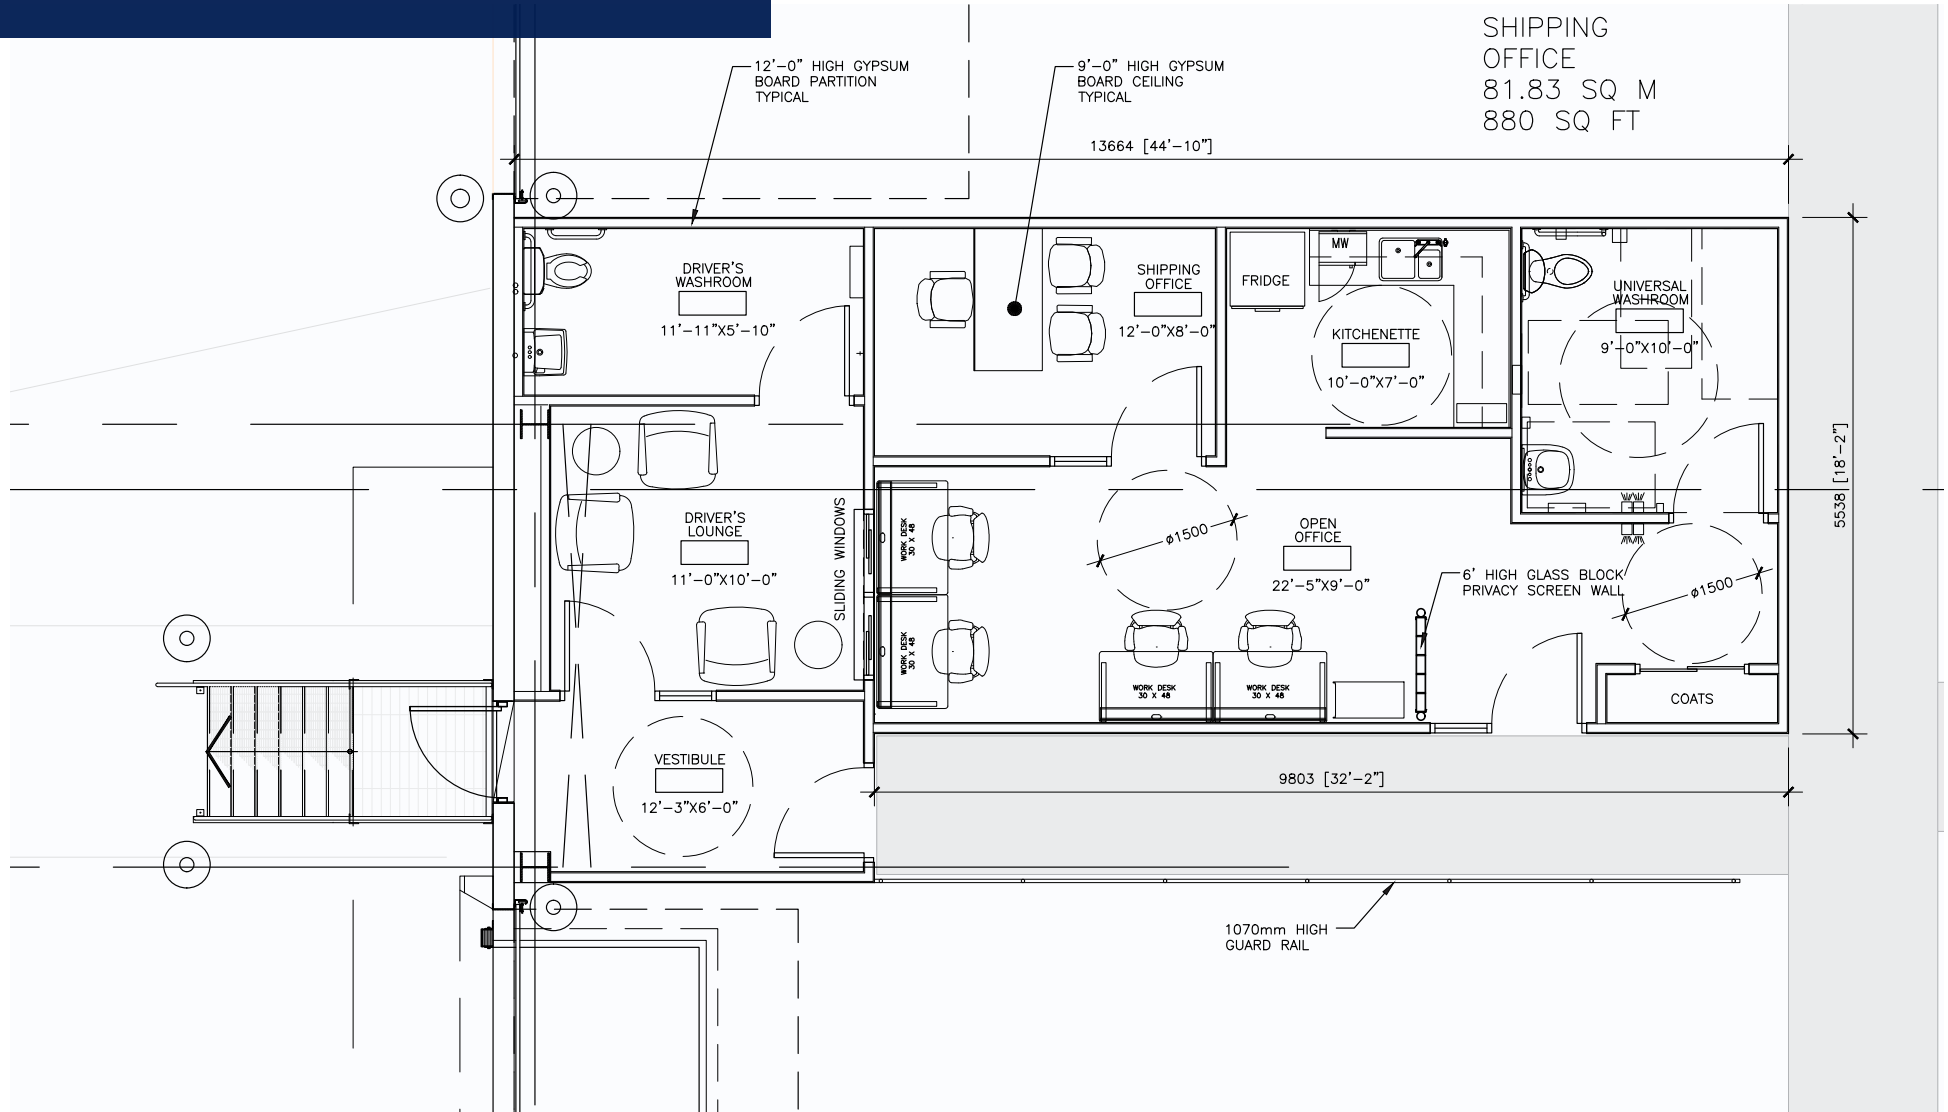 SHIPPING
OFFICE
81.83 SQ M
880 SQ FT
12'-0" HIGH GYPSUM
BOARD PARTITION
TYPICAL
9'-0" HIGH GYPSUM
BOARD CEILING
TYPICAL
13664 [44'-10"]
DRIVER'S
WASHROOM
11'-11"X5'-10"
SHIPPING
OFFICE
12'-0"X8'-0"
FRIDGE
MW
KITCHENETTE
10'-0"X7'-0"
UNIVERSAL
WASHROOM
9'-0"X10'-0"
5538 [18'-2"]
DRIVER'S
LOUNGE
11'-0"X10'-0"
SLIDING WINDOWS
WORK DESK
30 X 48
WORK DESK
30 X 48
ø1500
OPEN
OFFICE
22'-5"X9'-0"
6' HIGH GLASS BLOCK
PRIVACY SCREEN WALL
ø1500
WORK DESK
30 X 48
WORK DESK
30 X 48
COATS
VESTIBULE
12'-3"X6'-0"
9803 [32'-2"]
1070mm HIGH
GUARD RAIL